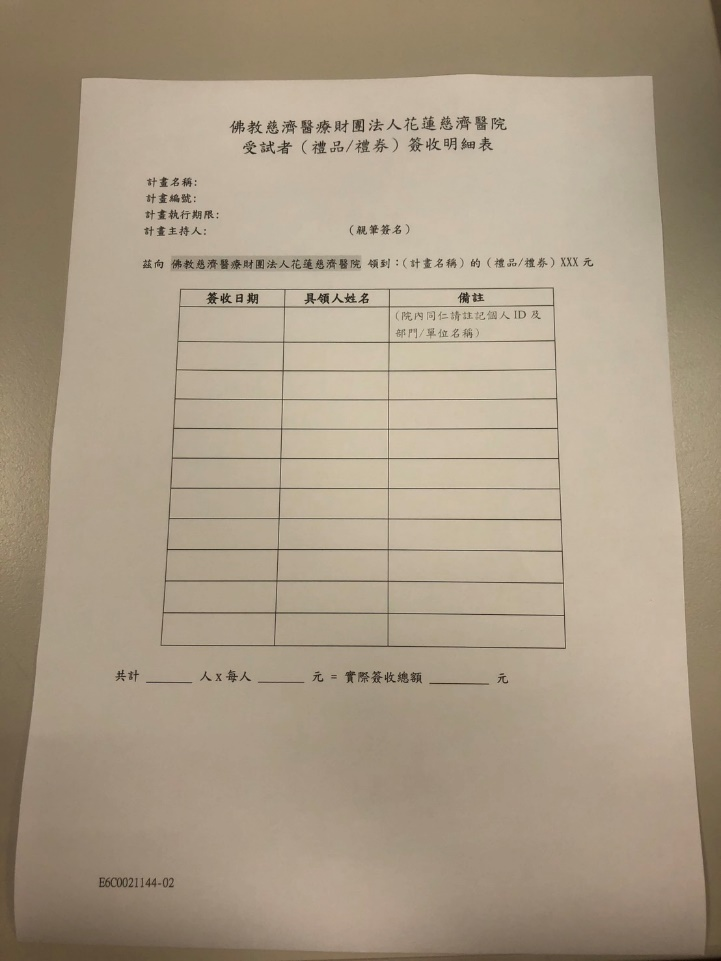 佛教慈濟醫療財團法人花蓮慈濟醫院
受試者（禮品/禮券）簽收明細表
計畫名稱:
計畫編號:
計畫執行期限:
計畫主持人: （親筆簽名）
茲向 佛教慈濟醫療財團法人花蓮慈濟醫院 領到：（計畫名稱）的（禮品/禮券）XXX 元
簽收日期 具領人姓名 備註
（院內同仁請註記個人 ID 及
部門/單位名稱）
共計 ______ 人 x 每人 ______ 元 = 實際簽收總額 ________ 元
E6C0021144-02